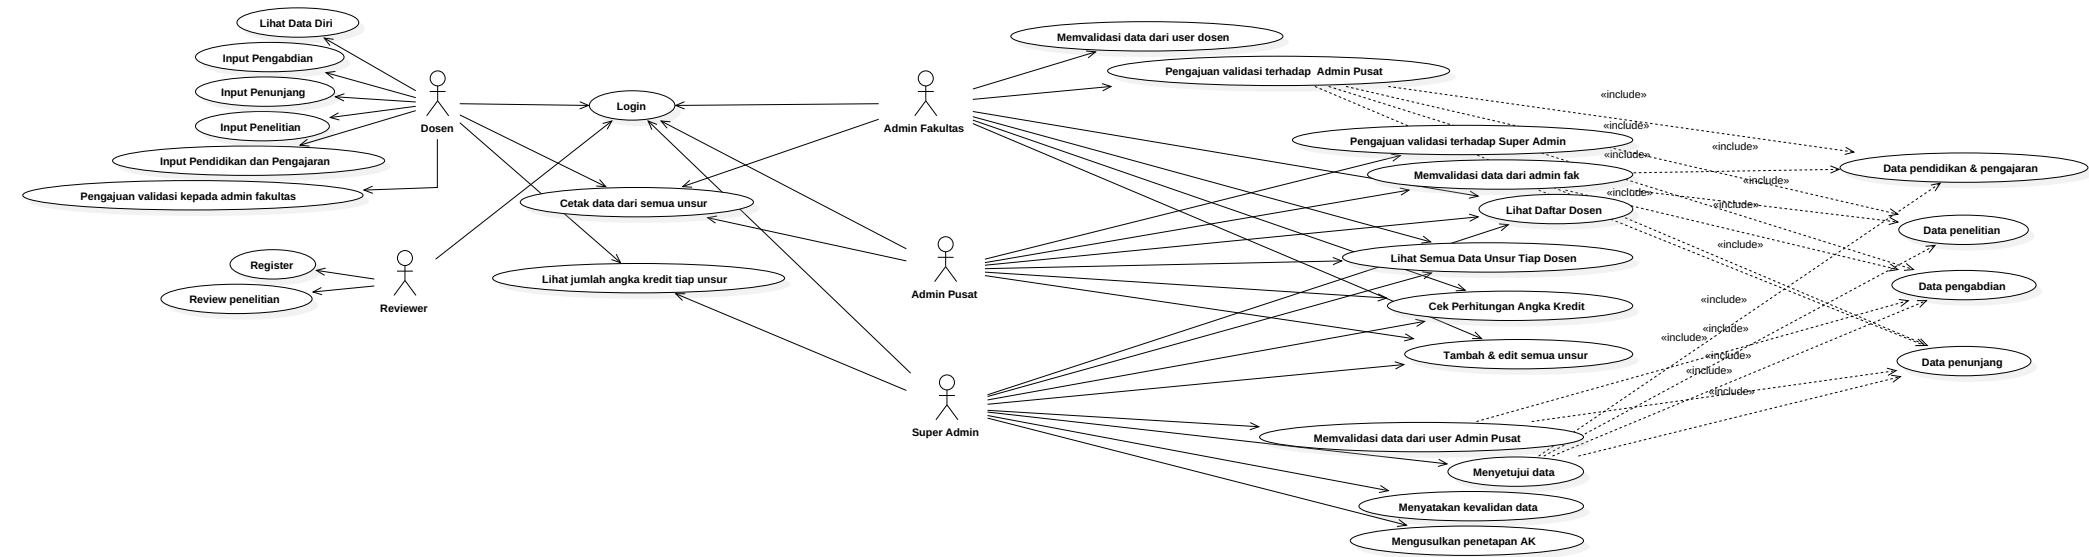 Lihat Data Diri
Input Pengabdian
Input Penunjang
Input Penelitian
Input Pendidikan dan Pengajaran
Pengajuan validasi kepada admin fakultas
Dosen
Register
Review penelitian
Reviewer
Login
Cetak data dari semua unsur
Lihat jumlah angka kredit tiap unsur
Admin Fakultas
Admin Pusat
Super Admin
Memvalidasi data dari user dosen
Pengajuan validasi terhadap Admin Pusat
Pengajuan validasi terhadap Super Admin
Memvalidasi data dari admin fak
Lihat Daftar Dosen
Lihat Semua Data Unsur Tiap Dosen
Cek Perhitungan Angka Kredit
Tambah & edit semua unsur
Memvalidasi data dari user Admin Pusat
Menyetujui data
Menyatakan kevalidan data
Mengusulkan penetapan AK
«include»
«include»
«include»
«include»
«include»
«include»
«include»
«include»
«include»
«include»
«include»
«include»
«include»
«include»
Data pendidikan & pengajaran
Data penelitian
Data pengabdian
Data penunjang